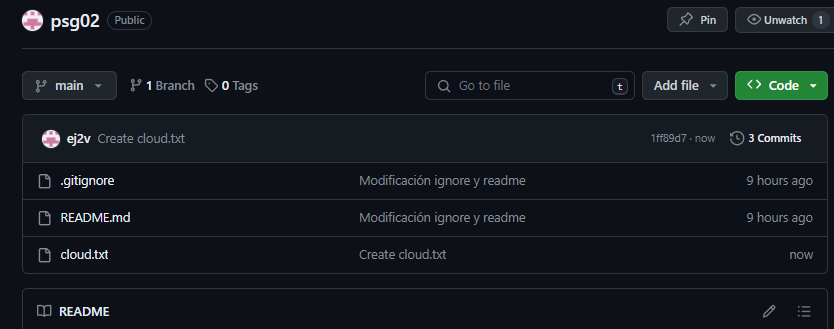 psg02 Public Pin Unwatch 1
main 1 Branch 0 Tags Go to file t Add file Code
ej2v Create cloud.txt 1ff89d7 · now 3 Commits
.gitignore Modificación ignore y readme 9 hours ago
README.md Modificación ignore y readme 9 hours ago
cloud.txt Create cloud.txt now
README